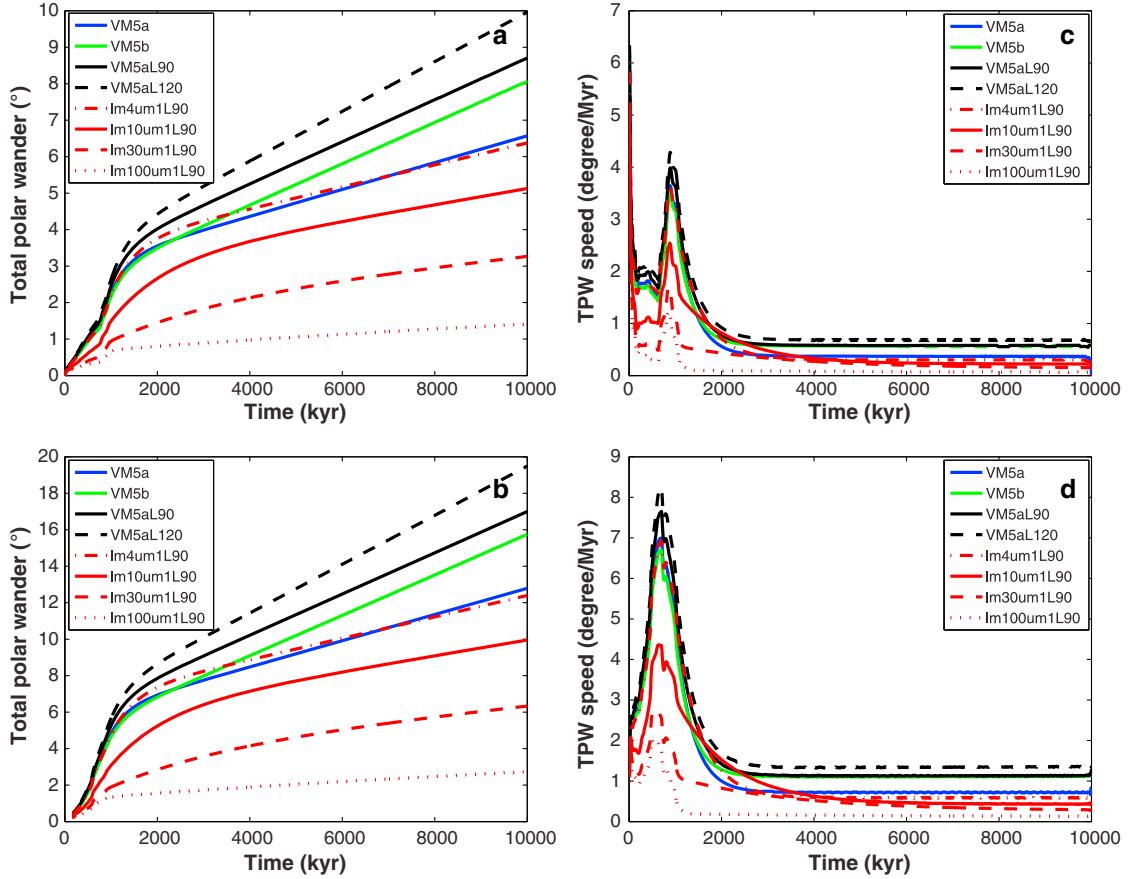 a
Total polar wander (°)
10
9
8
7
6
5
4
3
2
1
0
VM5a
VM5b
VM5aL90
VM5aL120
lm4um1L90
lm10um1L90
lm30um1L90
lm100um1L90
0 2000 4000 6000 8000 10000
Time (kyr)
c
TPW speed (degree/Myr)
7
6
5
4
3
2
1
0
VM5a
VM5b
VM5aL90
VM5aL120
lm4um1L90
lm10um1L90
lm30um1L90
lm100um1L90
0 2000 4000 6000 8000 10000
Time (kyr)
b
Total polar wander (°)
20
18
16
14
12
10
8
6
4
2
0
VM5a
VM5b
VM5aL90
VM5aL120
lm4um1L90
lm10um1L90
lm30um1L90
lm100um1L90
0 2000 4000 6000 8000 10000
Time (kyr)
d
TPW speed (degree/Myr)
9
8
7
6
5
4
3
2
1
0
VM5a
VM5b
VM5aL90
VM5aL120
lm4um1L90
lm10um1L90
lm30um1L90
lm100um1L90
0 2000 4000 6000 8000 10000
Time (kyr)